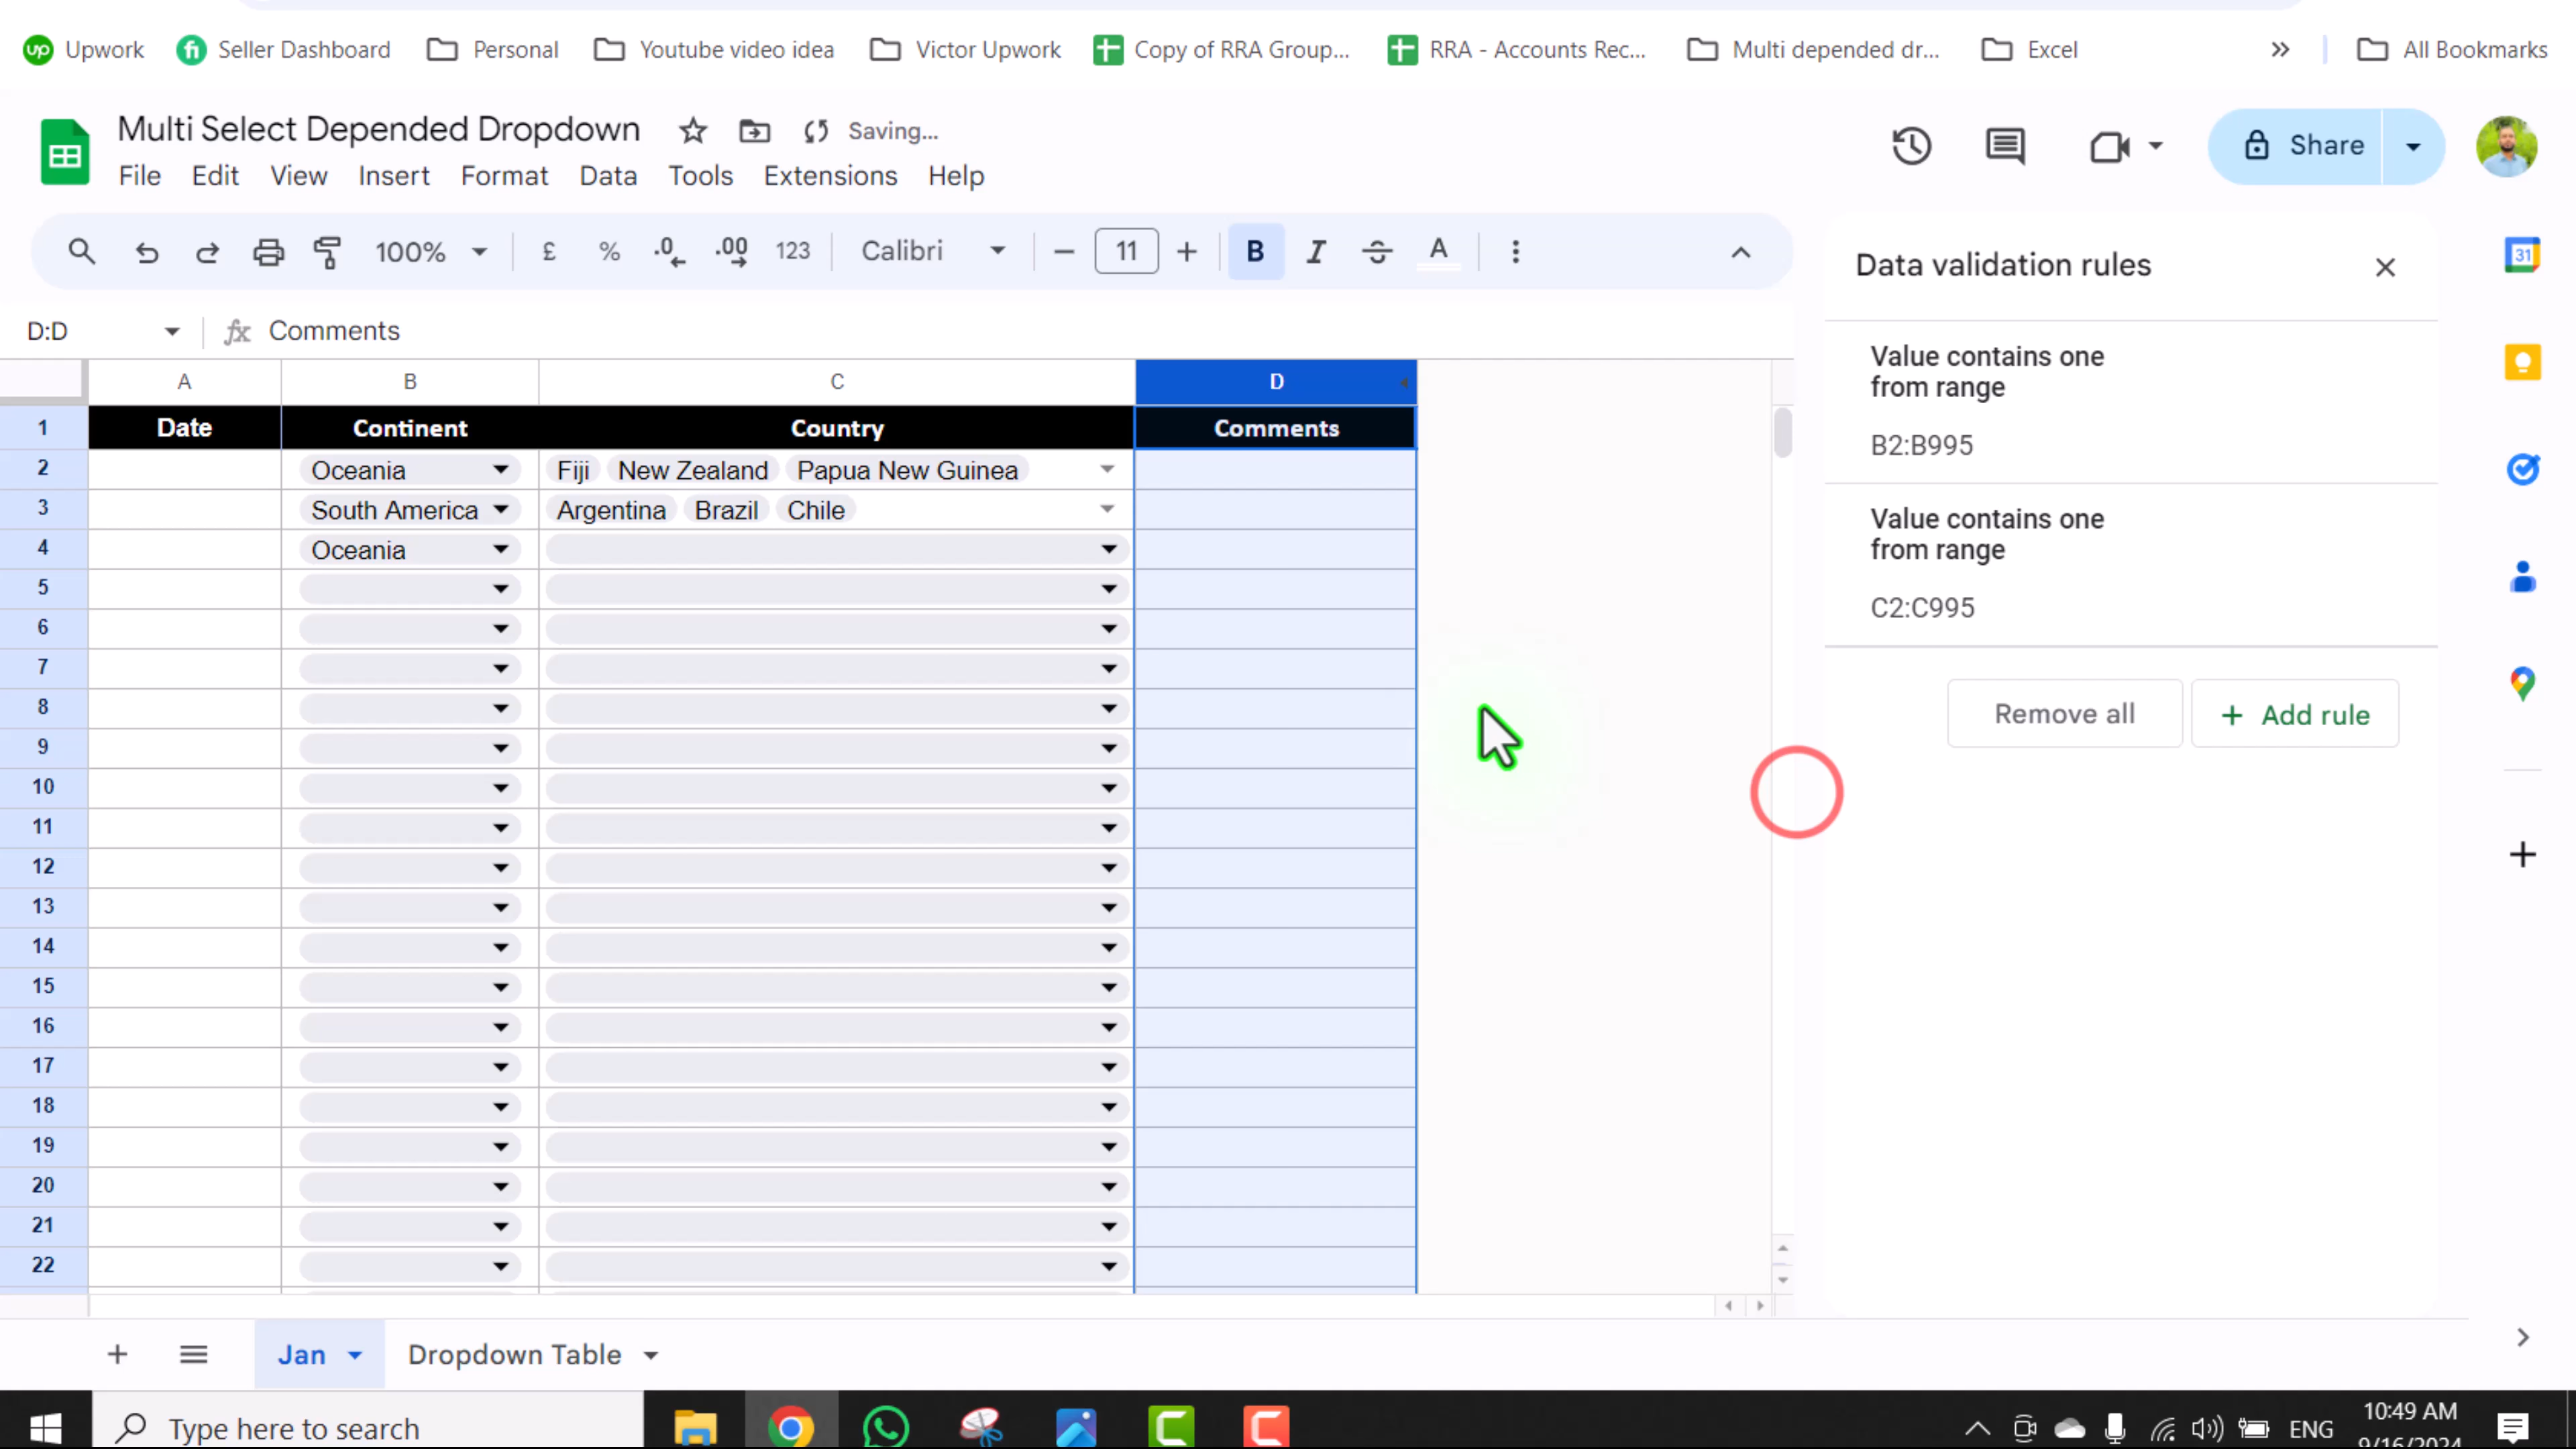 Upwork Seller Dashboard Personal Youtube video idea Victor Upwork Copy of RRA Group... RRA - Accounts Rec... Multi depended dr... Excel » All Bookmarks
Multi Select Depended Dropdown Saving...
File Edit View Insert Format Data Tools Extensions Help
Share
100% £ % .0 .00 123 Calibri 11 B I S A
Data validation rules
D:D fx Comments
A B C D
1 Date Continent Country Comments
2 Oceania Fiji New Zealand Papua New Guinea
3 South America Argentina Brazil Chile
4 Oceania
5
6
7
8
9
10
11
12
13
14
15
16
17
18
19
20
21
22
Value contains one
from range
B2:B995
Value contains one
from range
C2:C995
Remove all + Add rule
31
Jan Dropdown Table
Type here to search
ENG
10:49 AM
9/16/2024